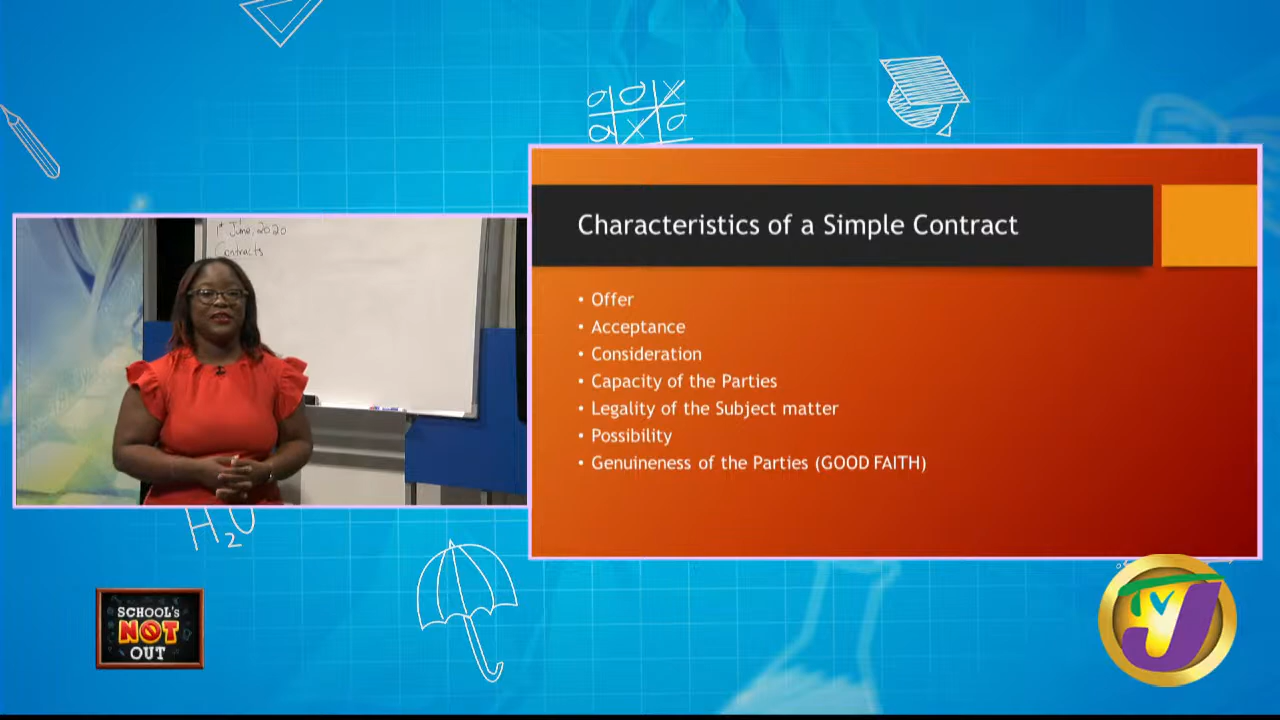 1st June, 2020
Contracts
Characteristics of a Simple Contract
• Offer
• Acceptance
• Consideration
• Capacity of the Parties
• Legality of the Subject matter
• Possibility
• Genuineness of the Parties (GOOD FAITH)
O O X
O X O
H₂O
SCHOOL's
NOT
OUT
TVJ